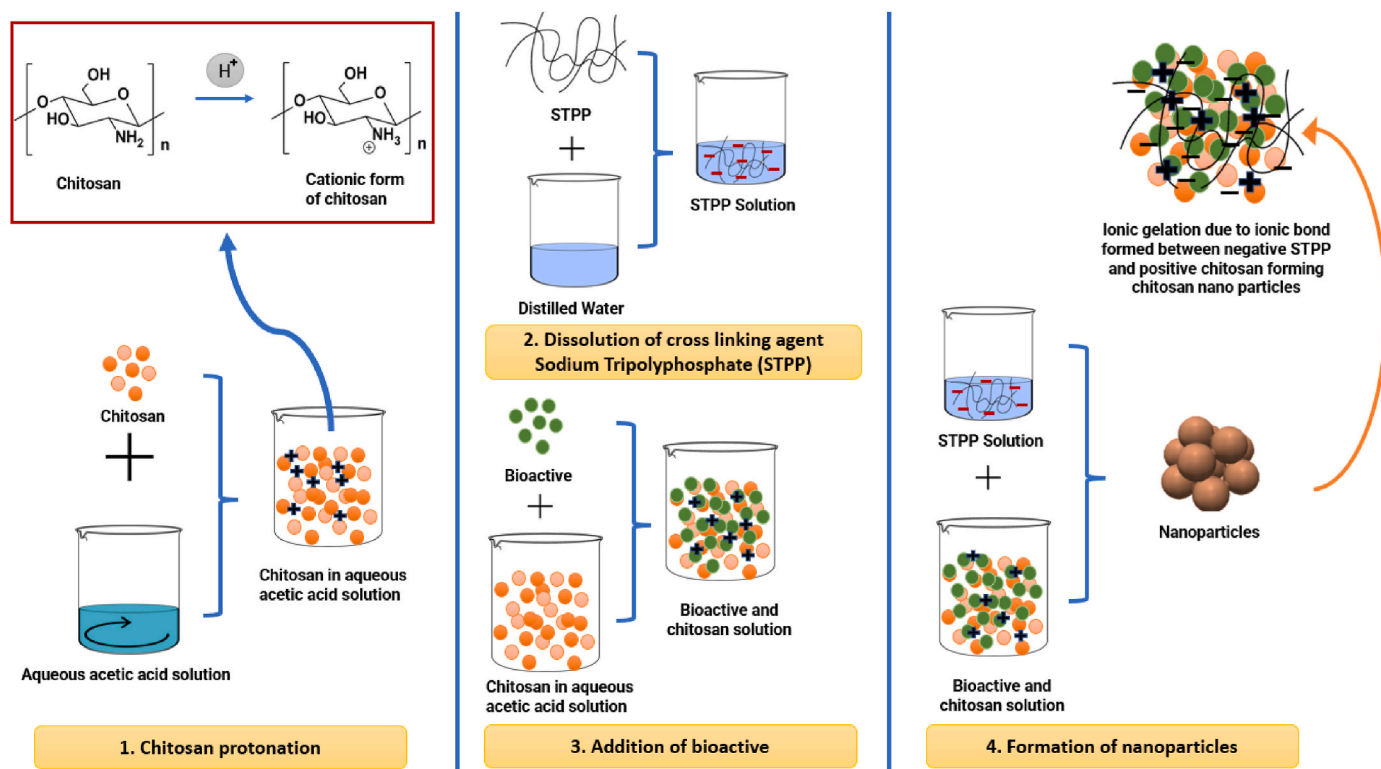 OH
O
O
HO
NH2
n
Chitosan
H+
OH
O
O
HO
NH3
+
n
Cationic form
of chitosan
Chitosan
+
Aqueous acetic acid solution
Chitosan in aqueous
acetic acid solution
1. Chitosan protonation
STPP
+
Distilled Water
STPP Solution
2. Dissolution of cross linking agent
Sodium Tripolyphosphate (STPP)
Bioactive
+
Chitosan in aqueous
acetic acid solution
Bioactive and
chitosan solution
3. Addition of bioactive
Ionic gelation due to ionic bond
formed between negative STPP
and positive chitosan forming
chitosan nano particles
STPP Solution
+
Bioactive and
chitosan solution
Nanoparticles
4. Formation of nanoparticles